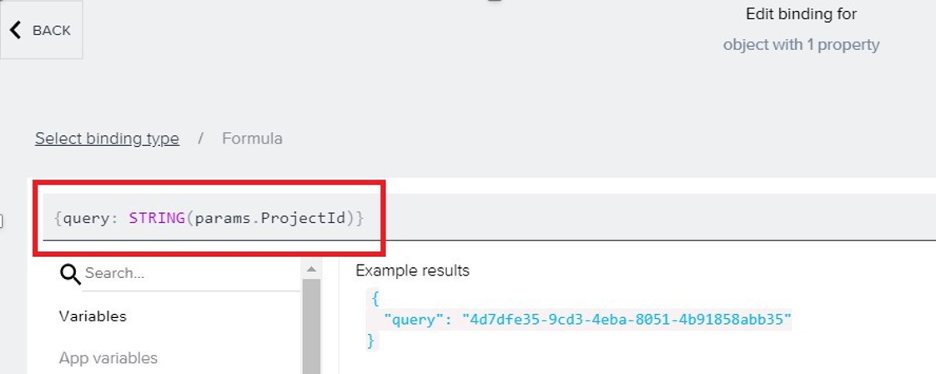 BACK
Edit binding for
object with 1 property
Select binding type / Formula
{query: STRING(params.ProjectId)}
Search...
Variables
App variables
Example results
{
"query": "4d7dfe35-9cd3-4eba-8051-4b91858abb35"
}